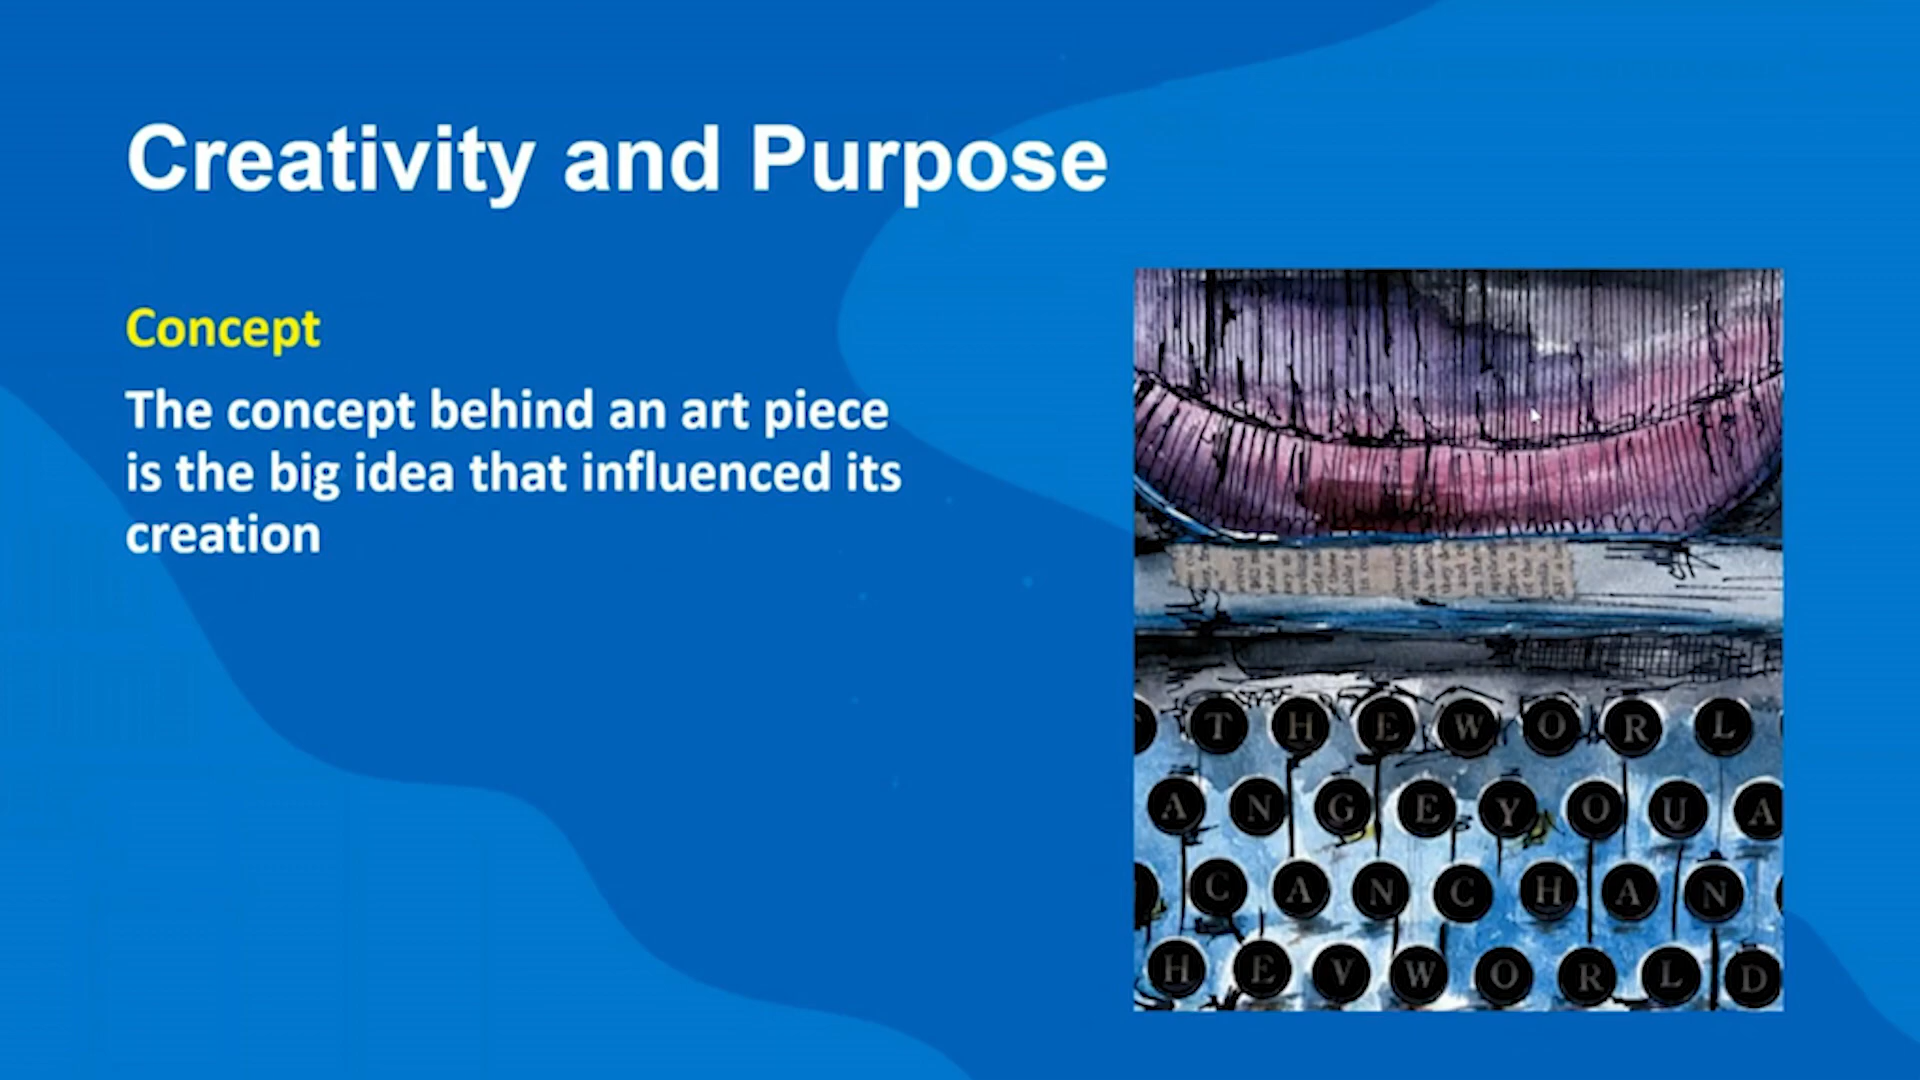 Creativity and Purpose
Concept
The concept behind an art piece
is the big idea that influenced its
creation
T H E W O R L
A N G E Y O U A
C A N C H A N
H E V W O R L D